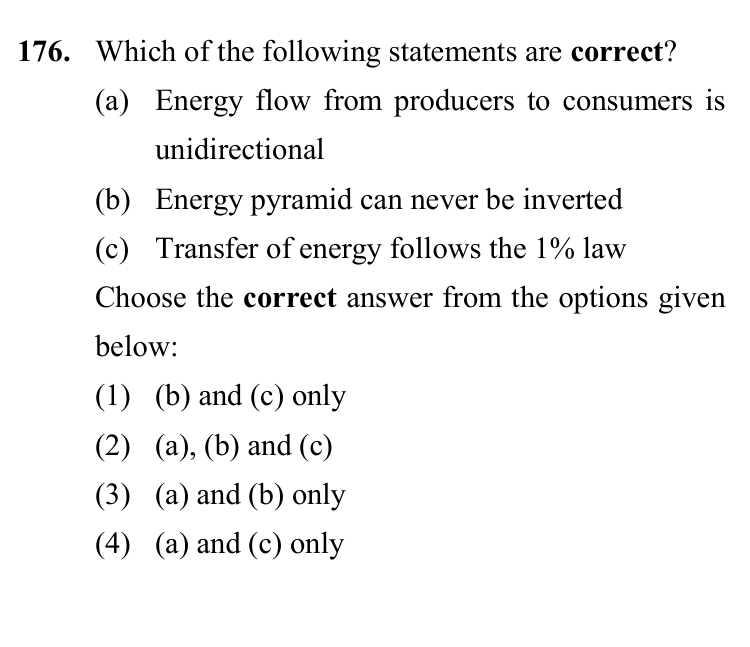 176. Which of the following statements are correct?
(a) Energy flow from producers to consumers is
unidirectional
(b) Energy pyramid can never be inverted
(c) Transfer of energy follows the 1% law
Choose the correct answer from the options given
below:
(1) (b) and (c) only
(2) (a), (b) and (c)
(3) (a) and (b) only
(4) (a) and (c) only